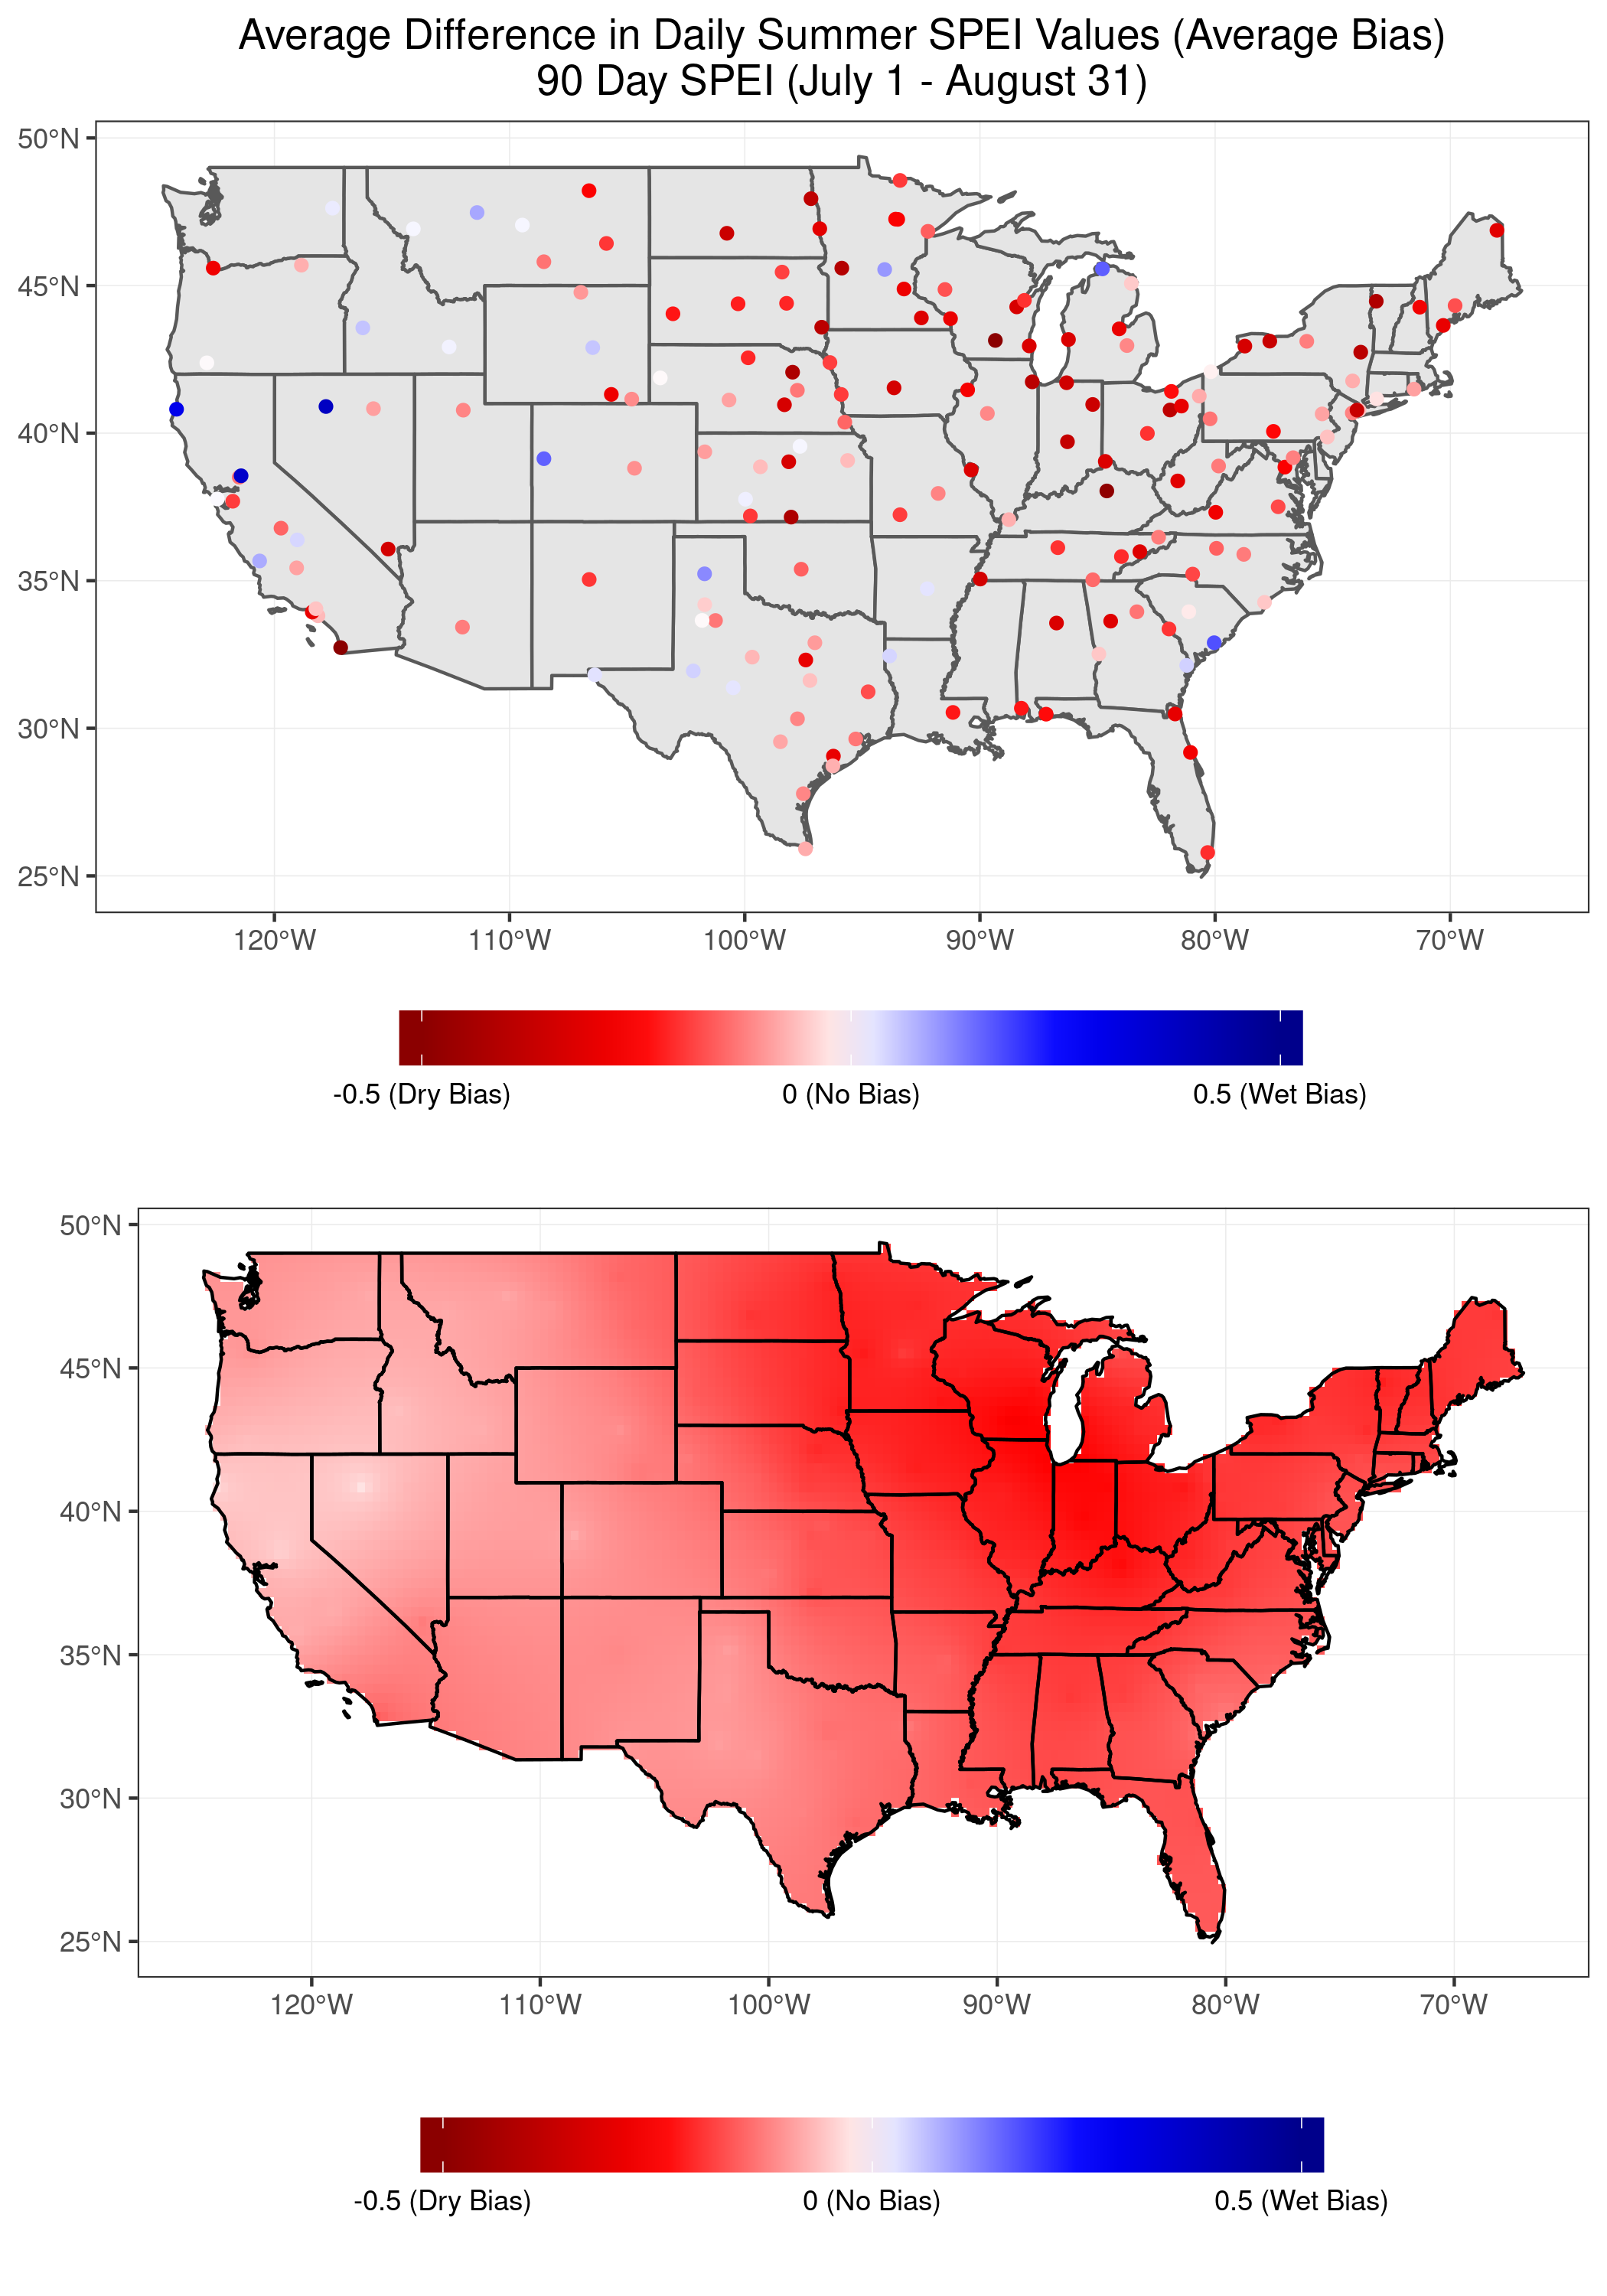 Average Difference in Daily Summer SPEI Values (Average Bias)
90 Day SPEI (July 1 - August 31)
50°N
45°N
40°N
35°N
30°N
25°N
120°W 110°W 100°W 90°W 80°W 70°W
-0.5 (Dry Bias) 0 (No Bias) 0.5 (Wet Bias)
50°N
45°N
40°N
35°N
30°N
25°N
120°W 110°W 100°W 90°W 80°W 70°W
-0.5 (Dry Bias) 0 (No Bias) 0.5 (Wet Bias)